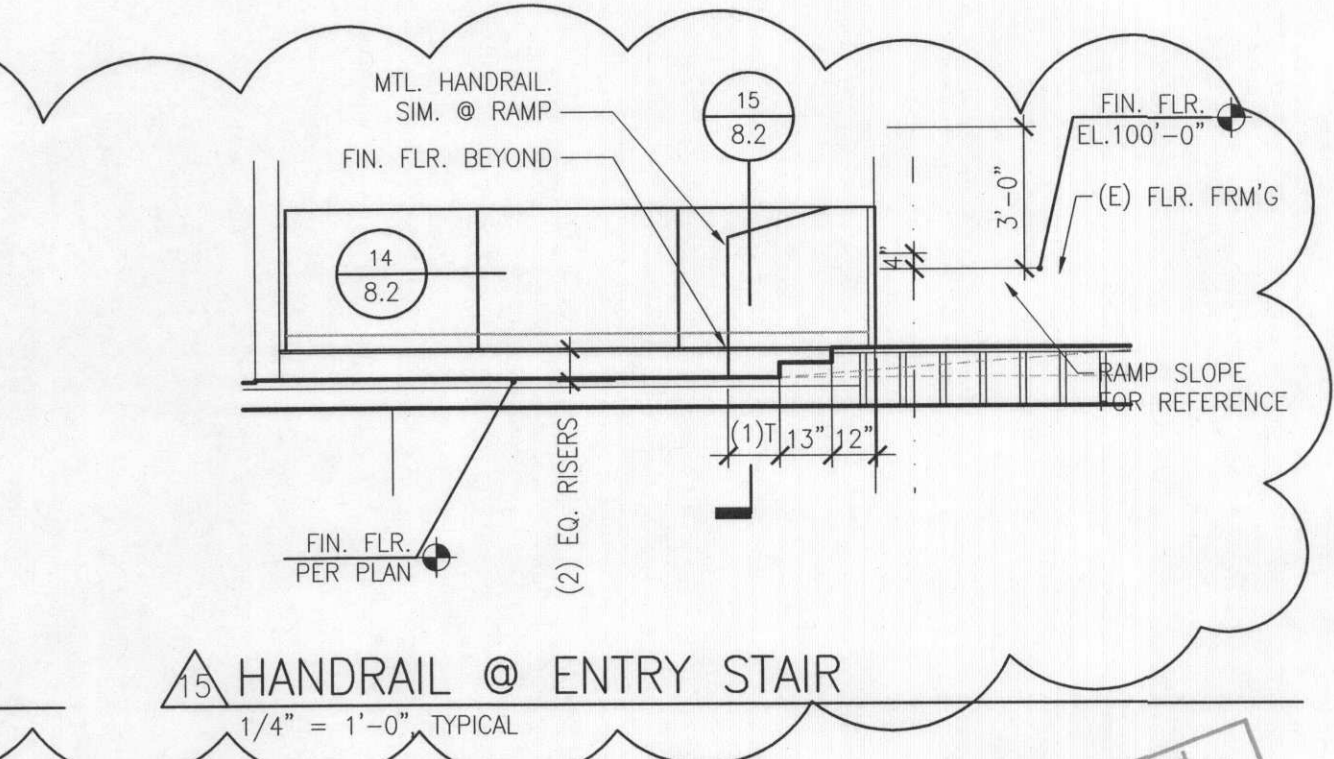 MTL. HANDRAIL.
SIM. @ RAMP
FIN. FLR. BEYOND
15
8.2
FIN. FLR.
EL.100'-0"
3'-0"
(E) FLR. FRM'G
4"
14
8.2
RAMP SLOPE
FOR REFERENCE
(1)T 13" 12"
(2) EQ. RISERS
FIN. FLR.
PER PLAN
15 HANDRAIL @ ENTRY STAIR
1/4" = 1'-0", TYPICAL